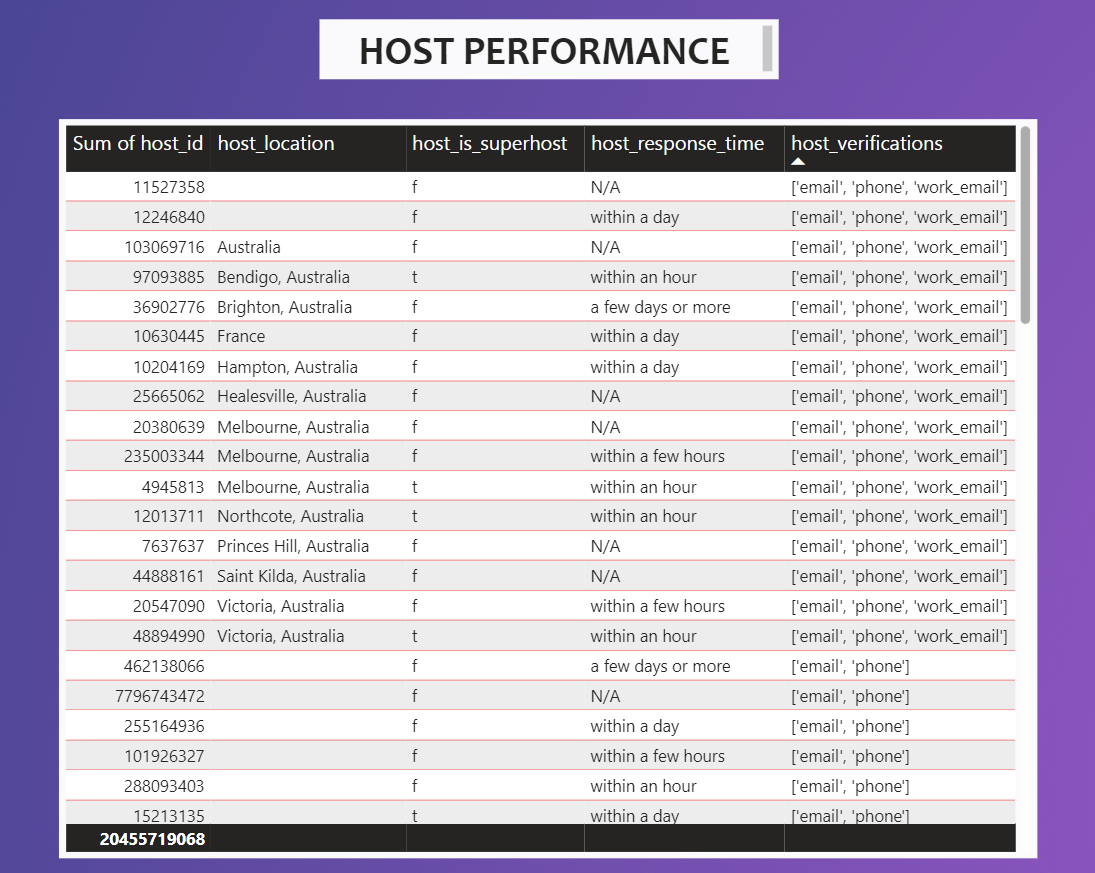 HOST PERFORMANCE
Sum of host_id host_location host_is_superhost host_response_time host_verifications
11527358 f N/A ['email', 'phone', 'work_email']
12246840 f within a day ['email', 'phone', 'work_email']
103069716 Australia f N/A ['email', 'phone', 'work_email']
97093885 Bendigo, Australia t within an hour ['email', 'phone', 'work_email']
36902776 Brighton, Australia f a few days or more ['email', 'phone', 'work_email']
10630445 France f within a day ['email', 'phone', 'work_email']
10204169 Hampton, Australia f within a day ['email', 'phone', 'work_email']
25665062 Healesville, Australia f N/A ['email', 'phone', 'work_email']
20380639 Melbourne, Australia f N/A ['email', 'phone', 'work_email']
235003344 Melbourne, Australia f within a few hours ['email', 'phone', 'work_email']
4945813 Melbourne, Australia t within an hour ['email', 'phone', 'work_email']
12013711 Northcote, Australia t within an hour ['email', 'phone', 'work_email']
7637637 Princes Hill, Australia f N/A ['email', 'phone', 'work_email']
44888161 Saint Kilda, Australia f N/A ['email', 'phone', 'work_email']
20547090 Victoria, Australia f within a few hours ['email', 'phone', 'work_email']
48894990 Victoria, Australia t within an hour ['email', 'phone', 'work_email']
462138066 f a few days or more ['email', 'phone']
7796743472 f N/A ['email', 'phone']
255164936 f within a day ['email', 'phone']
101926327 f within a few hours ['email', 'phone']
288093403 f within an hour ['email', 'phone']
15213135 t within a day ['email', 'phone']
20455719068